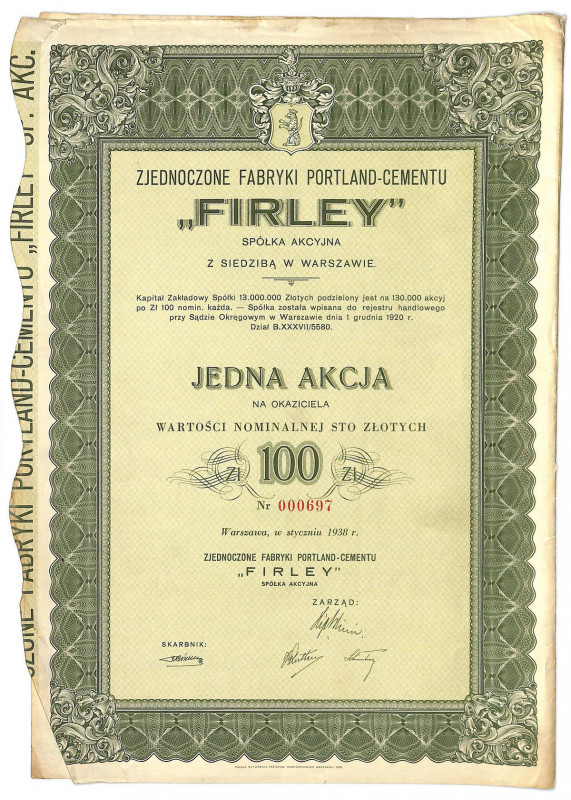 ZJEDNOCZONE FABRYKI PORTLAND-CEMENTU
„FIRLEY”
SPÓŁKA AKCYJNA
Z SIEDZIBĄ W WARSZAWIE.
Kapitał Zakładowy Spółki 13.000.000 Złotych podzielony jest na 130.000 akcyj
po Zł 100 nomin. każda. — Spółka została wpisana do rejestru handlowego
przy Sądzie Okręgowym w Warszawie dnia 1 grudnia 1920 r.
Dział B.XXXVII/5580.
JEDNA AKCJA
NA OKAZICIELA
WARTOŚCI NOMINALNEJ STO ZŁOTYCH
Zł 100 Zł
Nr 000697
Warszawa, w styczniu 1938 r.
ZJEDNOCZONE FABRYKI PORTLAND-CEMENTU
„FIRLEY”
SPÓŁKA AKCYJNA
ZARZĄD:
SKARBNIK:
FABRYKI PORTLAND-CEMENTU „FIRLEY” SP. AKC.